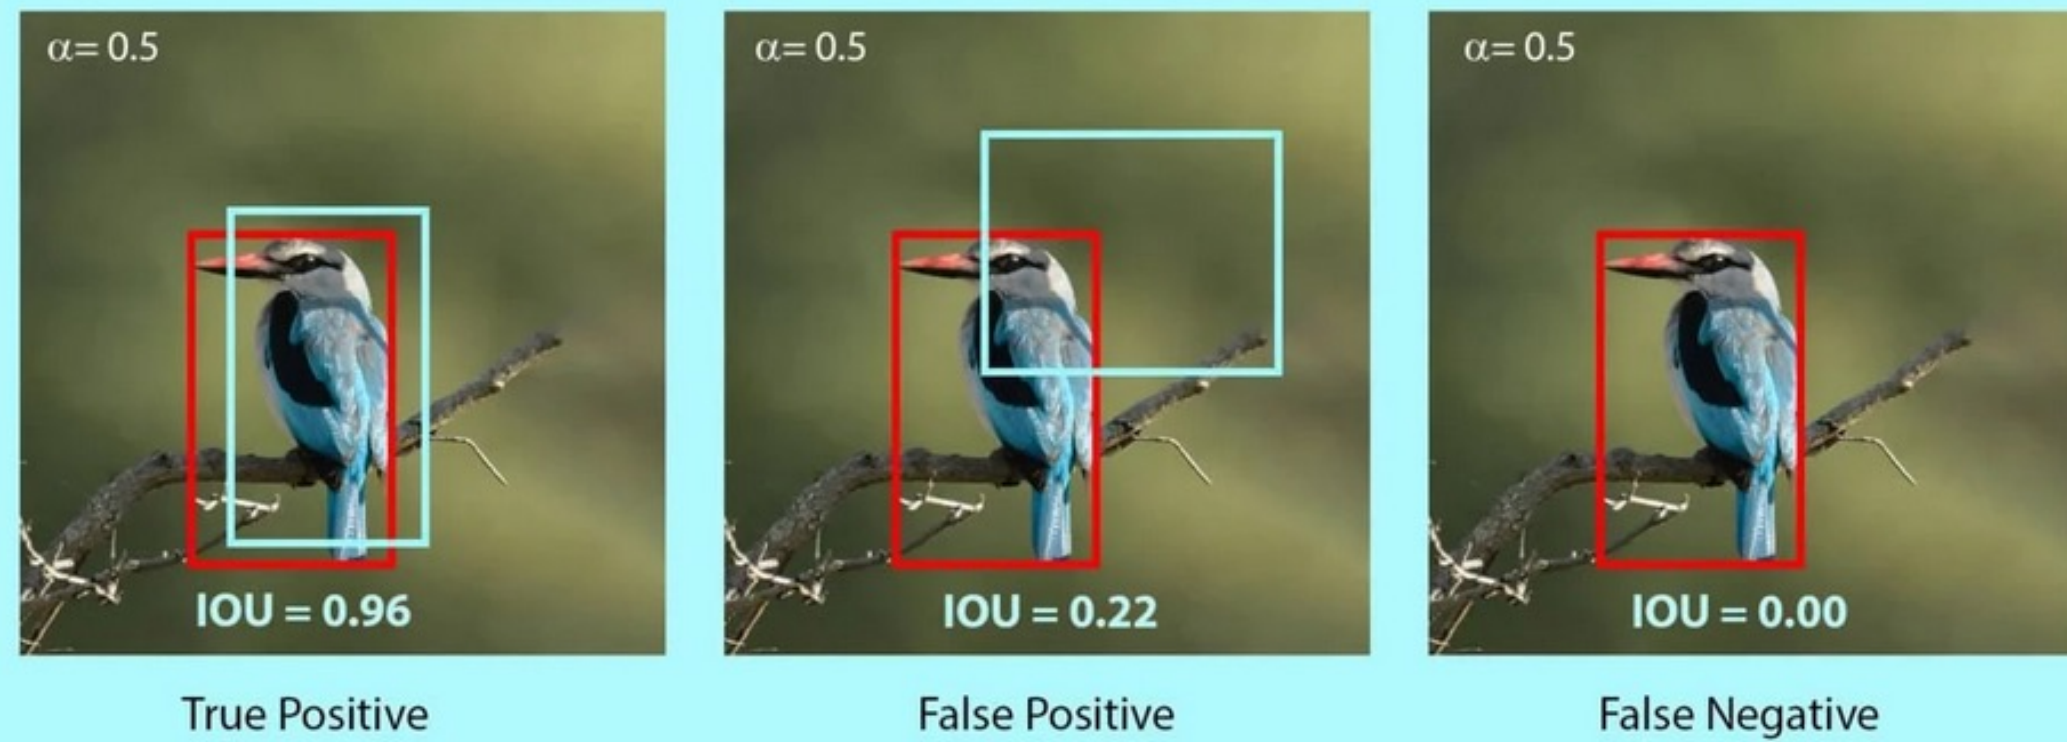 α= 0.5
α= 0.5
α= 0.5
IOU = 0.96
IOU = 0.22
IOU = 0.00
True Positive
False Positive
False Negative